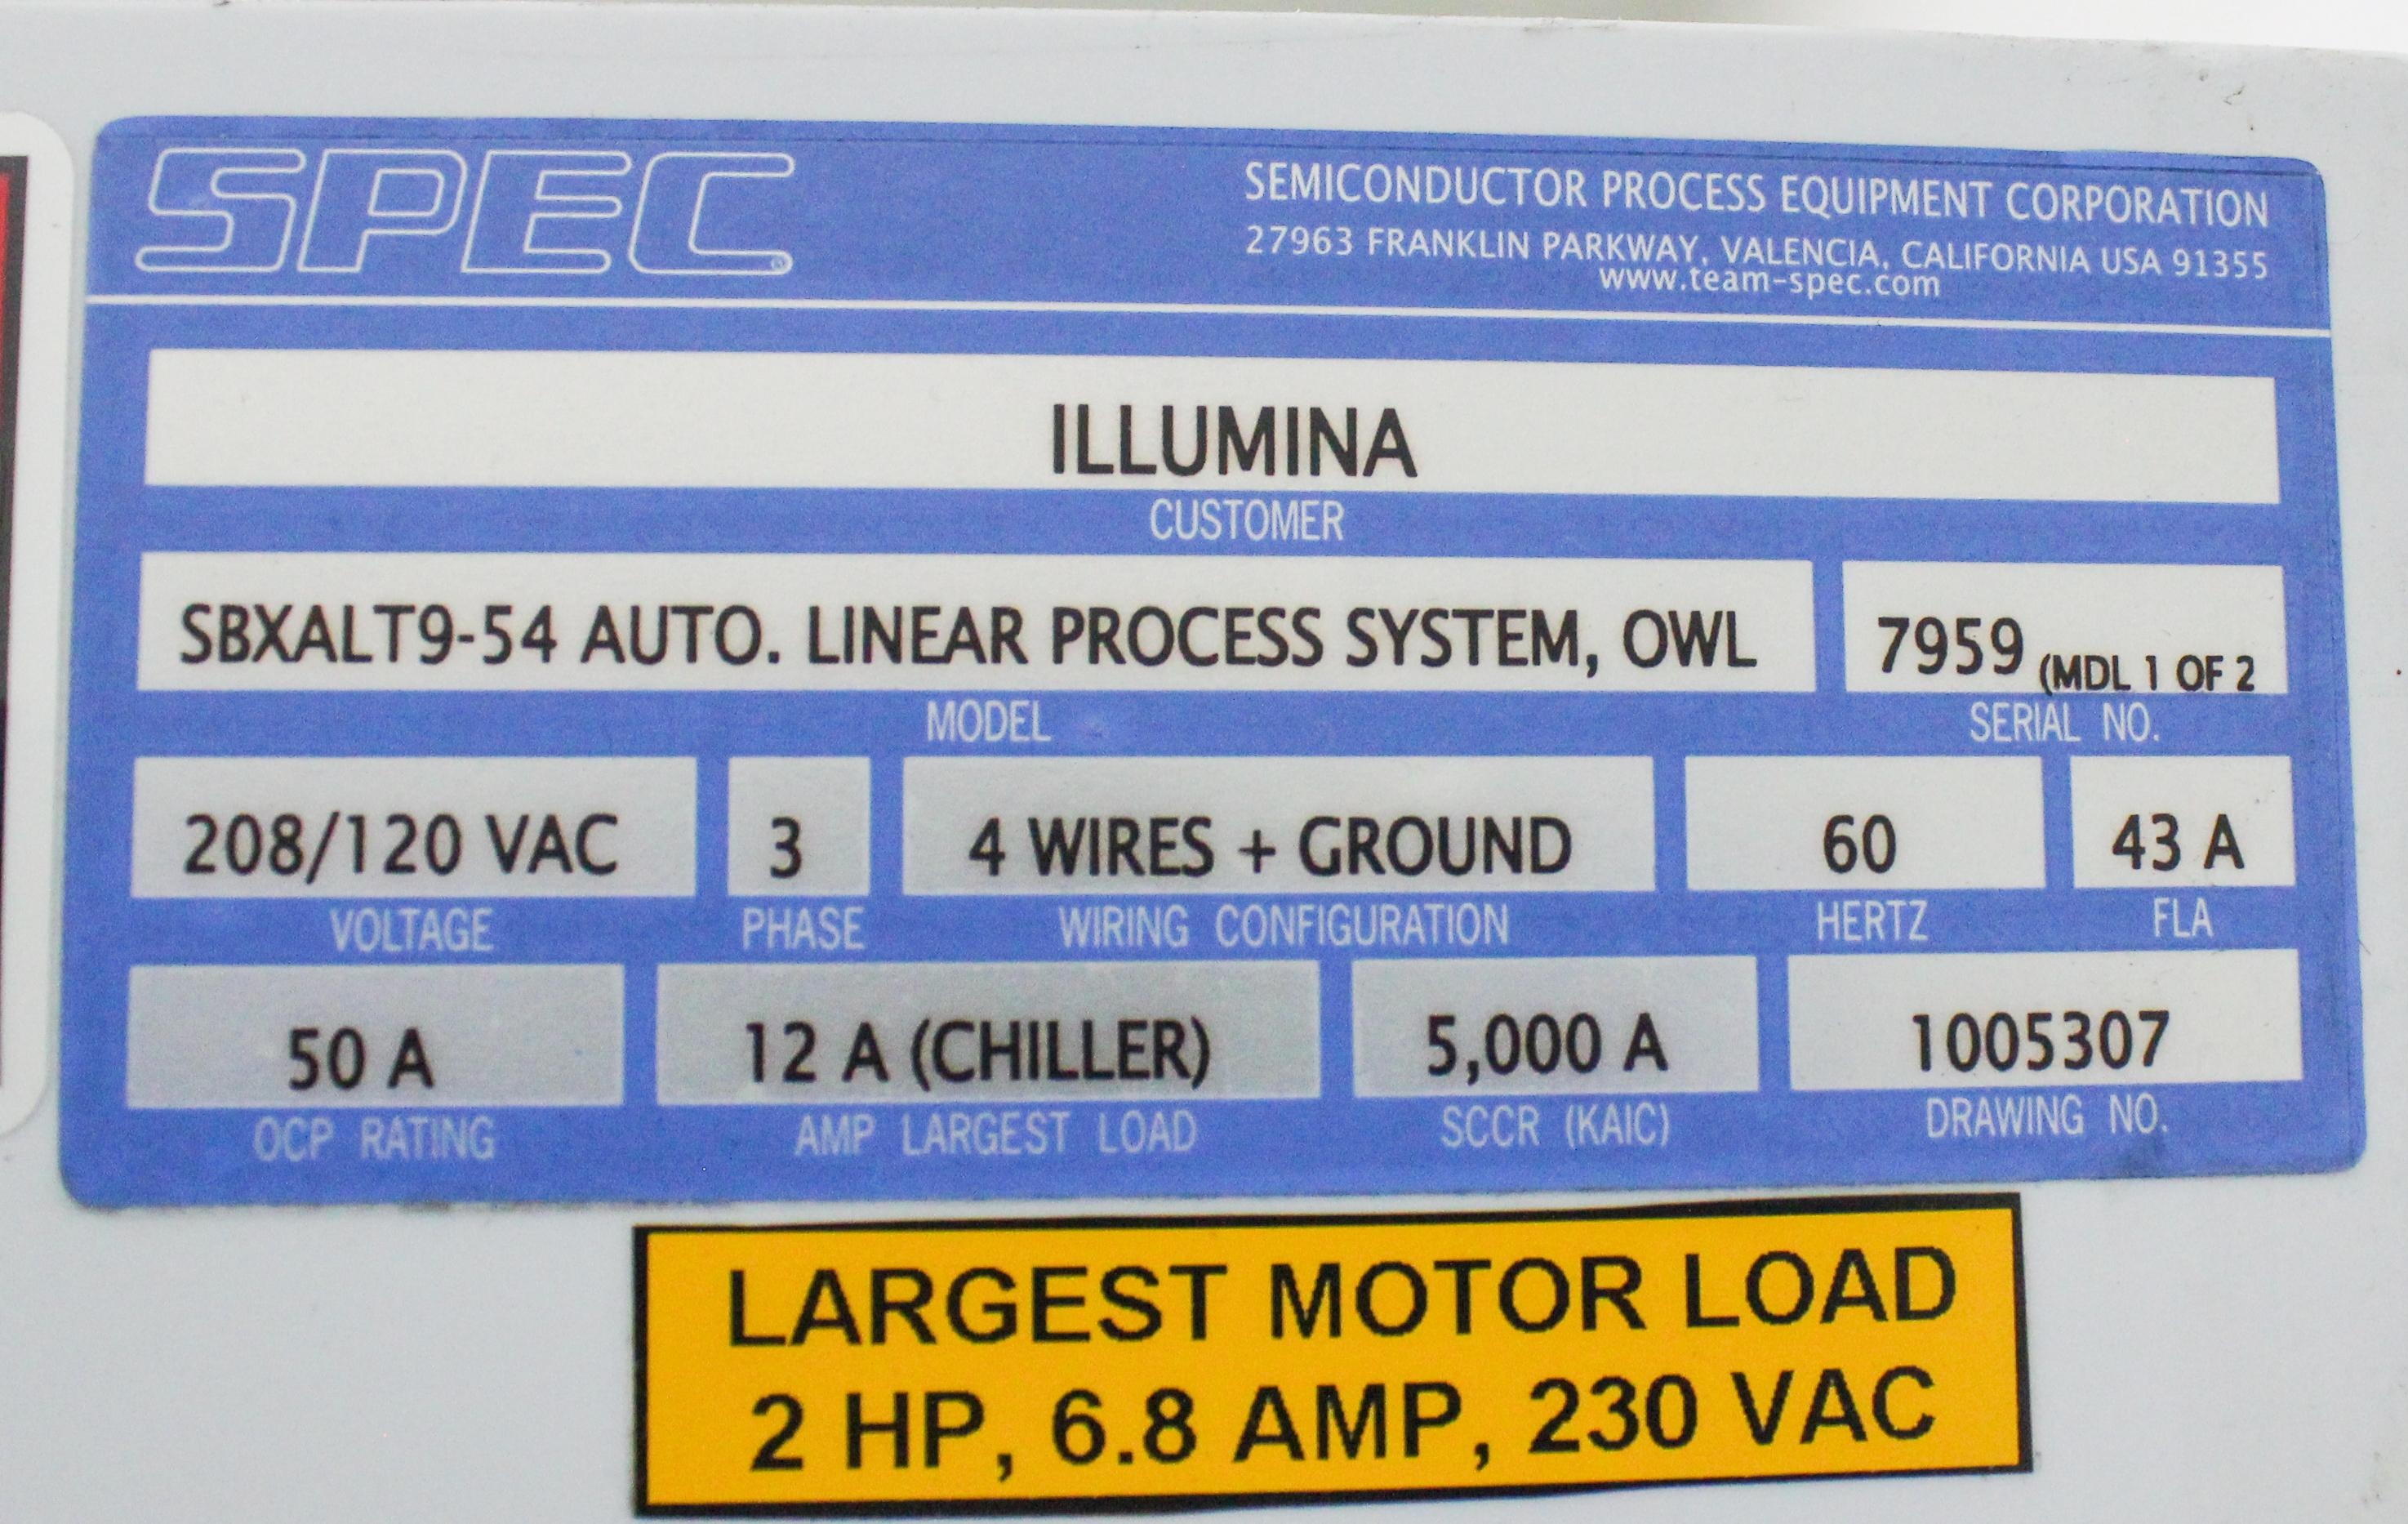 SPEC®
SEMICONDUCTOR PROCESS EQUIPMENT CORPORATION
27963 FRANKLIN PARKWAY, VALENCIA, CALIFORNIA USA 91355
www.team-spec.com
ILLUMINA
CUSTOMER
SBXALT9-54 AUTO. LINEAR PROCESS SYSTEM, OWL
7959 (MDL 1 OF 2
MODEL
SERIAL NO.
208/120 VAC
3
4 WIRES + GROUND
60
43 A
VOLTAGE
PHASE
WIRING CONFIGURATION
HERTZ
FLA
50 A
12 A (CHILLER)
5,000 A
1005307
OCP RATING
AMP LARGEST LOAD
SCCR (KAIC)
DRAWING NO.
LARGEST MOTOR LOAD
2 HP, 6.8 AMP, 230 VAC